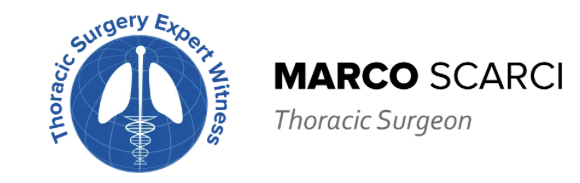 Thoracic Surgery Expert Witness
MARCO SCARCI
Thoracic Surgeon